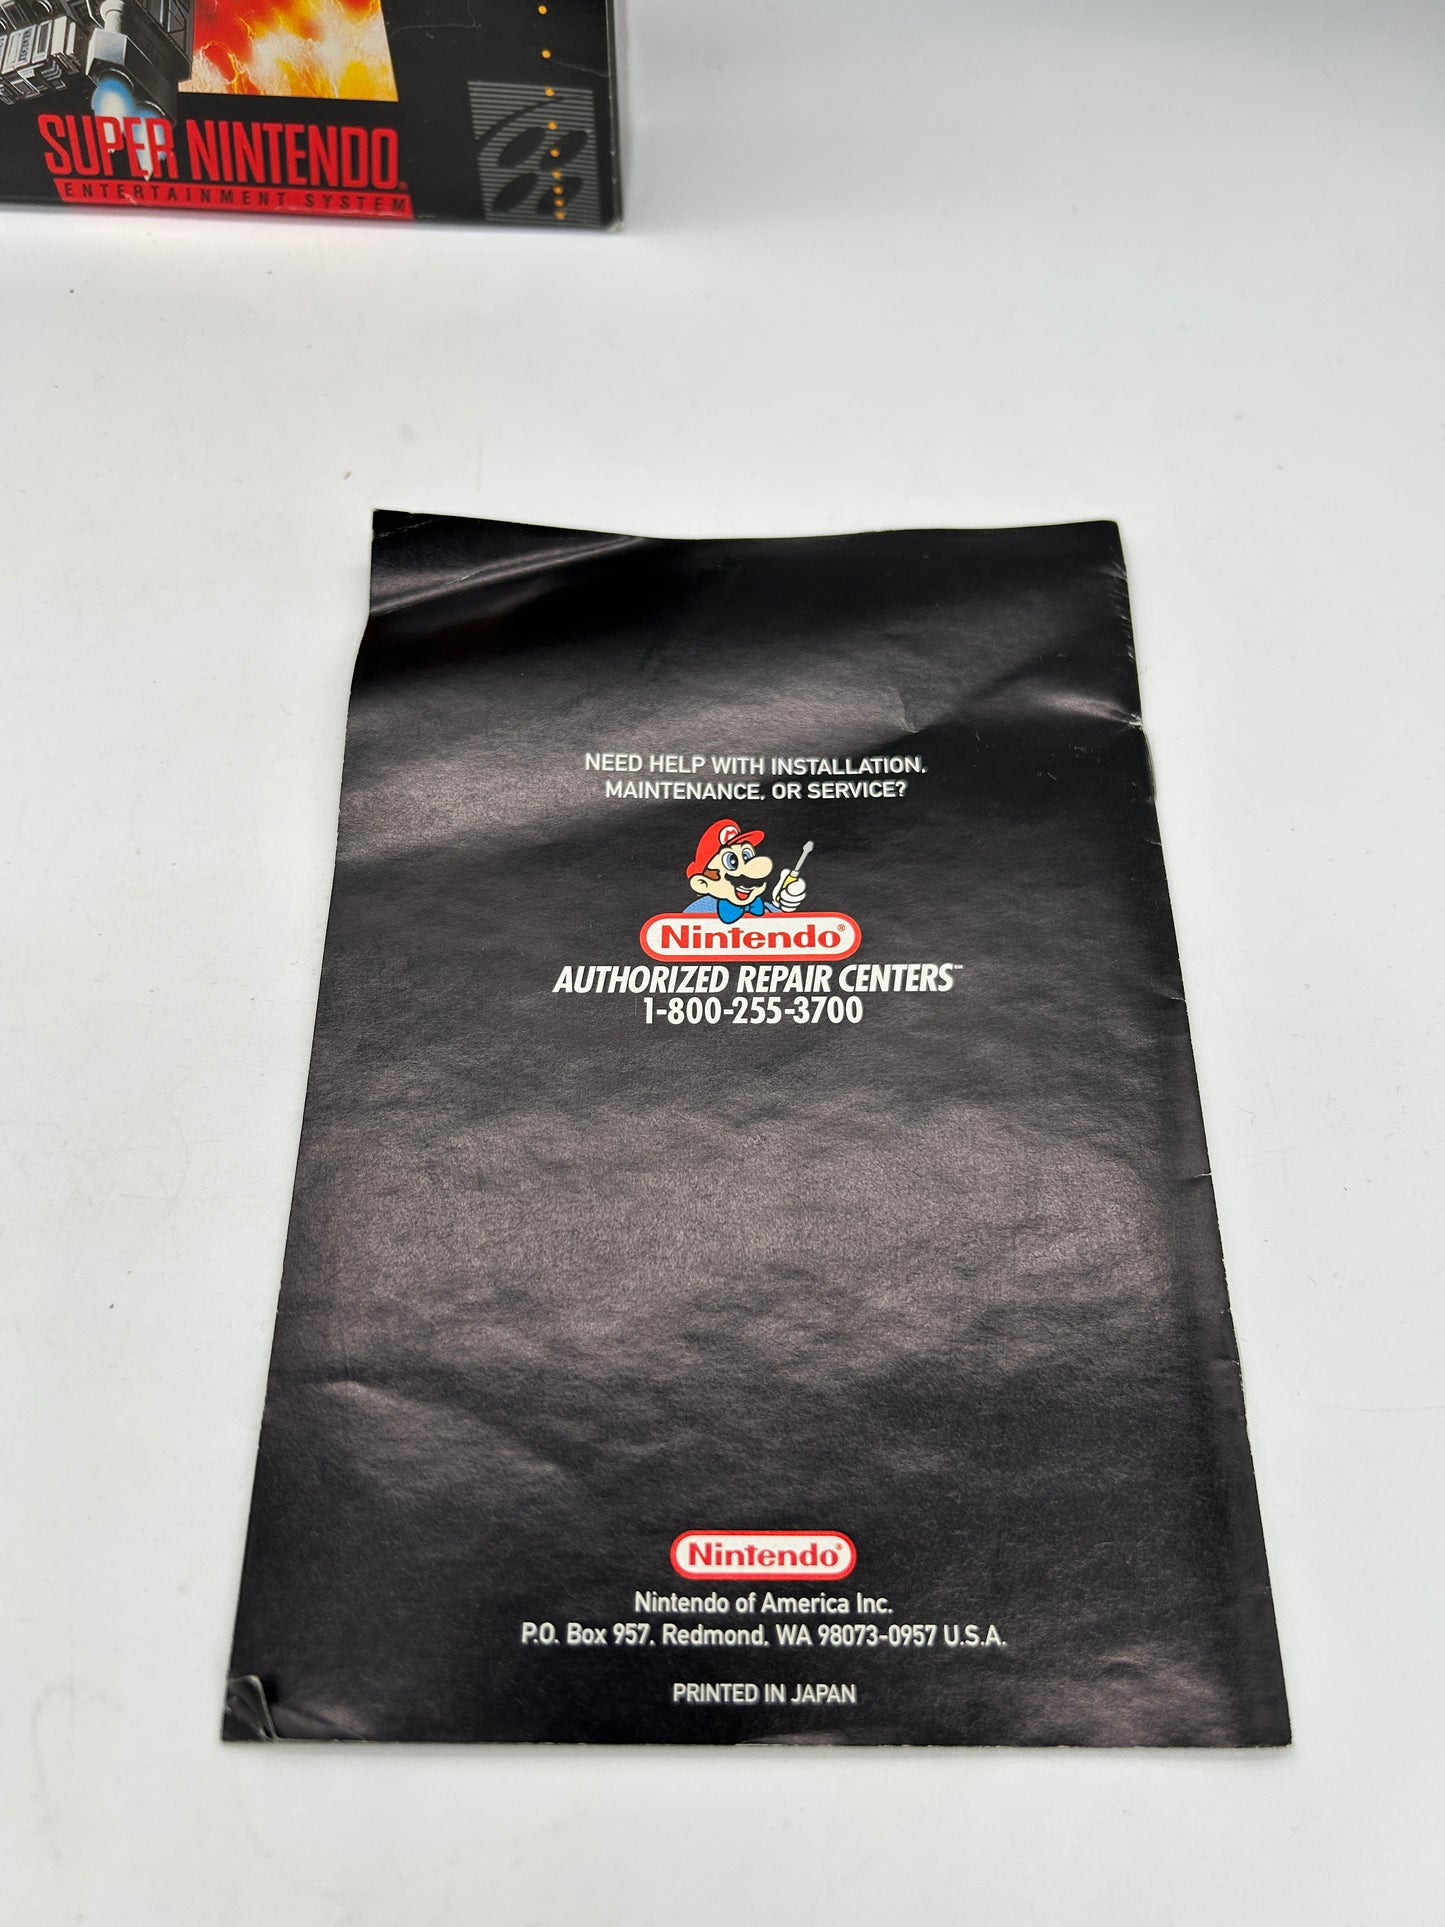 SUPER NINTENDO®
ENTERTAINMENT SYSTEM
NEED HELP WITH INSTALLATION,
MAINTENANCE, OR SERVICE?
M
Nintendo®
AUTHORIZED REPAIR CENTERS℠
1-800-255-3700
Nintendo®
Nintendo of America Inc.
P.O. Box 957, Redmond, WA 98073-0957 U.S.A.
PRINTED IN JAPAN